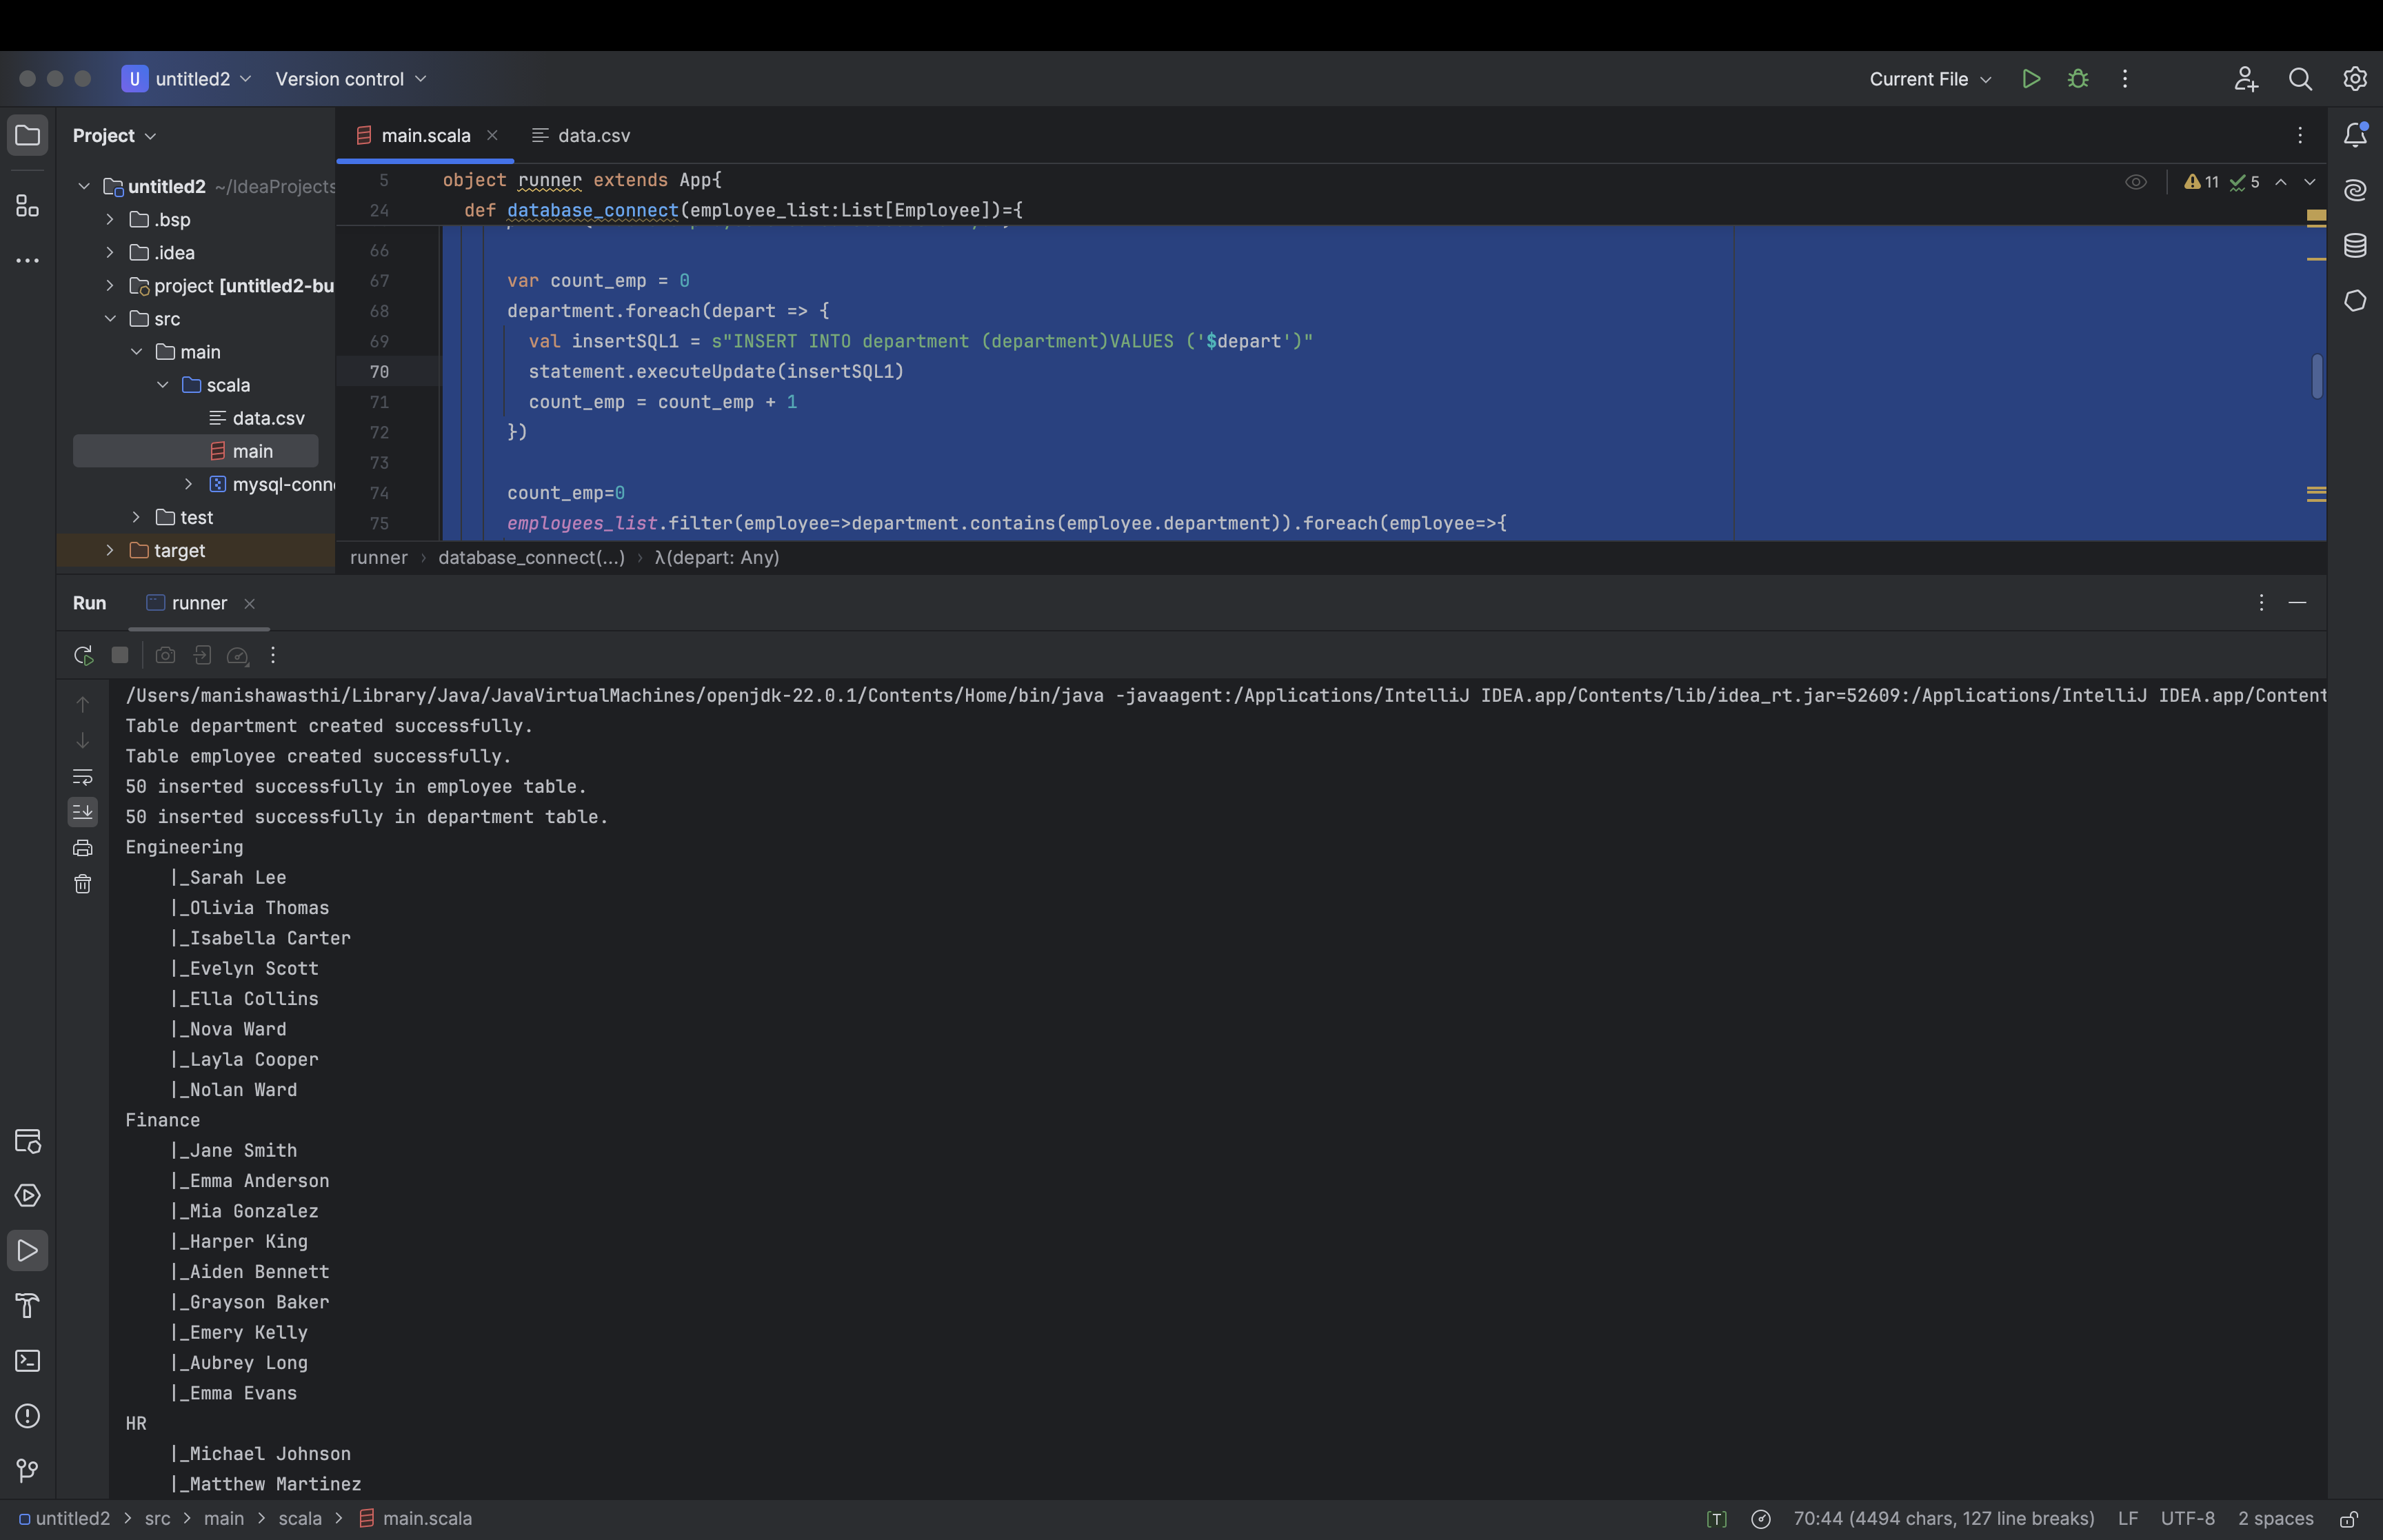 U untitled2 Version control Current File
Project
main.scala
data.csv
11 5
untitled2 ~/IdeaProjects
.bsp
.idea
project [untitled2-bu
src
main
scala
data.csv
main
mysql-conn
test
target
5 object runner extends App{
24 def database_connect(employee_list:List[Employee])={
66
67 var count_emp = 0
68 department.foreach(depart => {
69 val insertSQL1 = s"INSERT INTO department (department)VALUES ('$depart')"
70 statement.executeUpdate(insertSQL1)
71 count_emp = count_emp + 1
72 })
73
74 count_emp=0
75 employees_list.filter(employee=>department.contains(employee.department)).foreach(employee=>{
runner › database_connect(...) › λ(depart: Any)
Run runner
/Users/manishawasthi/Library/Java/JavaVirtualMachines/openjdk-22.0.1/Contents/Home/bin/java -javaagent:/Applications/IntelliJ IDEA.app/Contents/lib/idea_rt.jar=52609:/Applications/IntelliJ IDEA.app/Content
Table department created successfully.
Table employee created successfully.
50 inserted successfully in employee table.
50 inserted successfully in department table.
Engineering
|_Sarah Lee
|_Olivia Thomas
|_Isabella Carter
|_Evelyn Scott
|_Ella Collins
|_Nova Ward
|_Layla Cooper
|_Nolan Ward
Finance
|_Jane Smith
|_Emma Anderson
|_Mia Gonzalez
|_Harper King
|_Aiden Bennett
|_Grayson Baker
|_Emery Kelly
|_Aubrey Long
|_Emma Evans
HR
|_Michael Johnson
|_Matthew Martinez
untitled2 > src > main > scala > main.scala [T] 70:44 (4494 chars, 127 line breaks) LF UTF-8 2 spaces